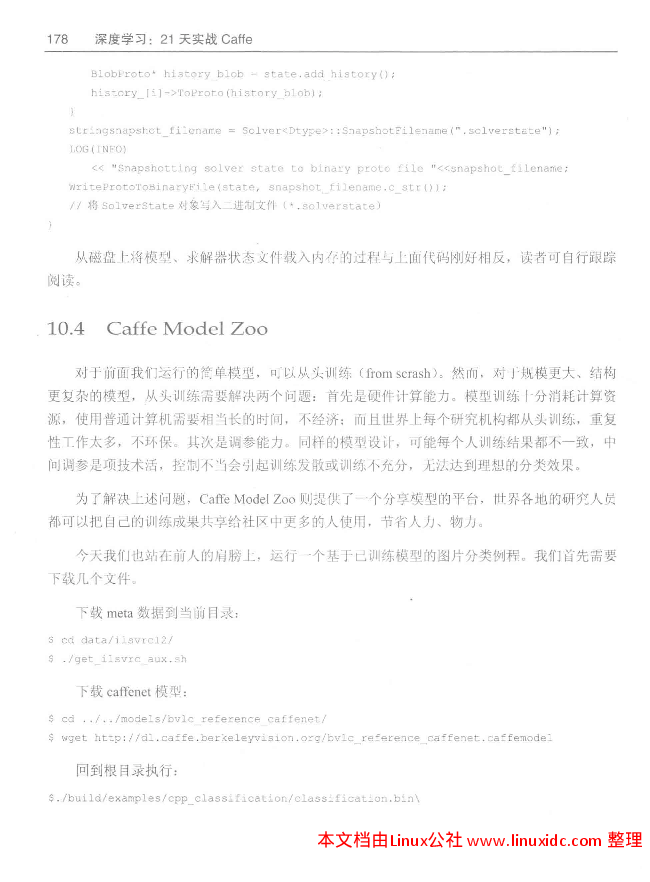 178 深度学习：21 天实战 Caffe
BlobProto* history_blob = state.add_history();
history_[i]->ToProto(history_blob);
}
stringsnapshot_filename = Solver<Dtype>::SnapshotFilename(".solverstate");
LOG(INFO)
<< "Snapshotting solver state to binary proto file "<<snapshot_filename;
WriteProtoToBinaryFile(state, snapshot_filename.c_str());
// 将 SolverState 对象写入二进制文件（*.solverstate）
}
从磁盘上将模型、求解器状态文件载入内存的过程与上面代码刚好相反，读者可自行跟踪
阅读。
10.4 Caffe Model Zoo
对于前面我们运行的简单模型，可以从头训练（from scrash）。然而，对于规模更大、结构
更复杂的模型，从头训练需要解决两个问题：首先是硬件计算能力。模型训练十分消耗计算资
源，使用普通计算机需要相当长的时间，不经济；而且世界上每个研究机构都从头训练，重复
性工作太多，不环保。其次是调参能力。同样的模型设计，可能每个人训练结果都不一致，中
间调参是项技术活，控制不当会引起训练发散或训练不充分，无法达到理想的分类效果。
为了解决上述问题，Caffe Model Zoo 则提供了一个分享模型的平台，世界各地的研究人员
都可以把自己的训练成果共享给社区中更多的人使用，节省人力、物力。
今天我们也站在前人的肩膀上，运行一个基于已训练模型的图片分类例程。我们首先需要
下载几个文件。
下载 meta 数据到当前目录：
$ cd data/ilsvrc12/
$ ./get_ilsvrc_aux.sh
下载 caffenet 模型：
$ cd ../../models/bvlc_reference_caffenet/
$ wget http://dl.caffe.berkeleyvision.org/bvlc_reference_caffenet.caffemodel
回到根目录执行：
$./build/examples/cpp_classification/classification.bin\
本文档由Linux公社 www.linuxidc.com 整理